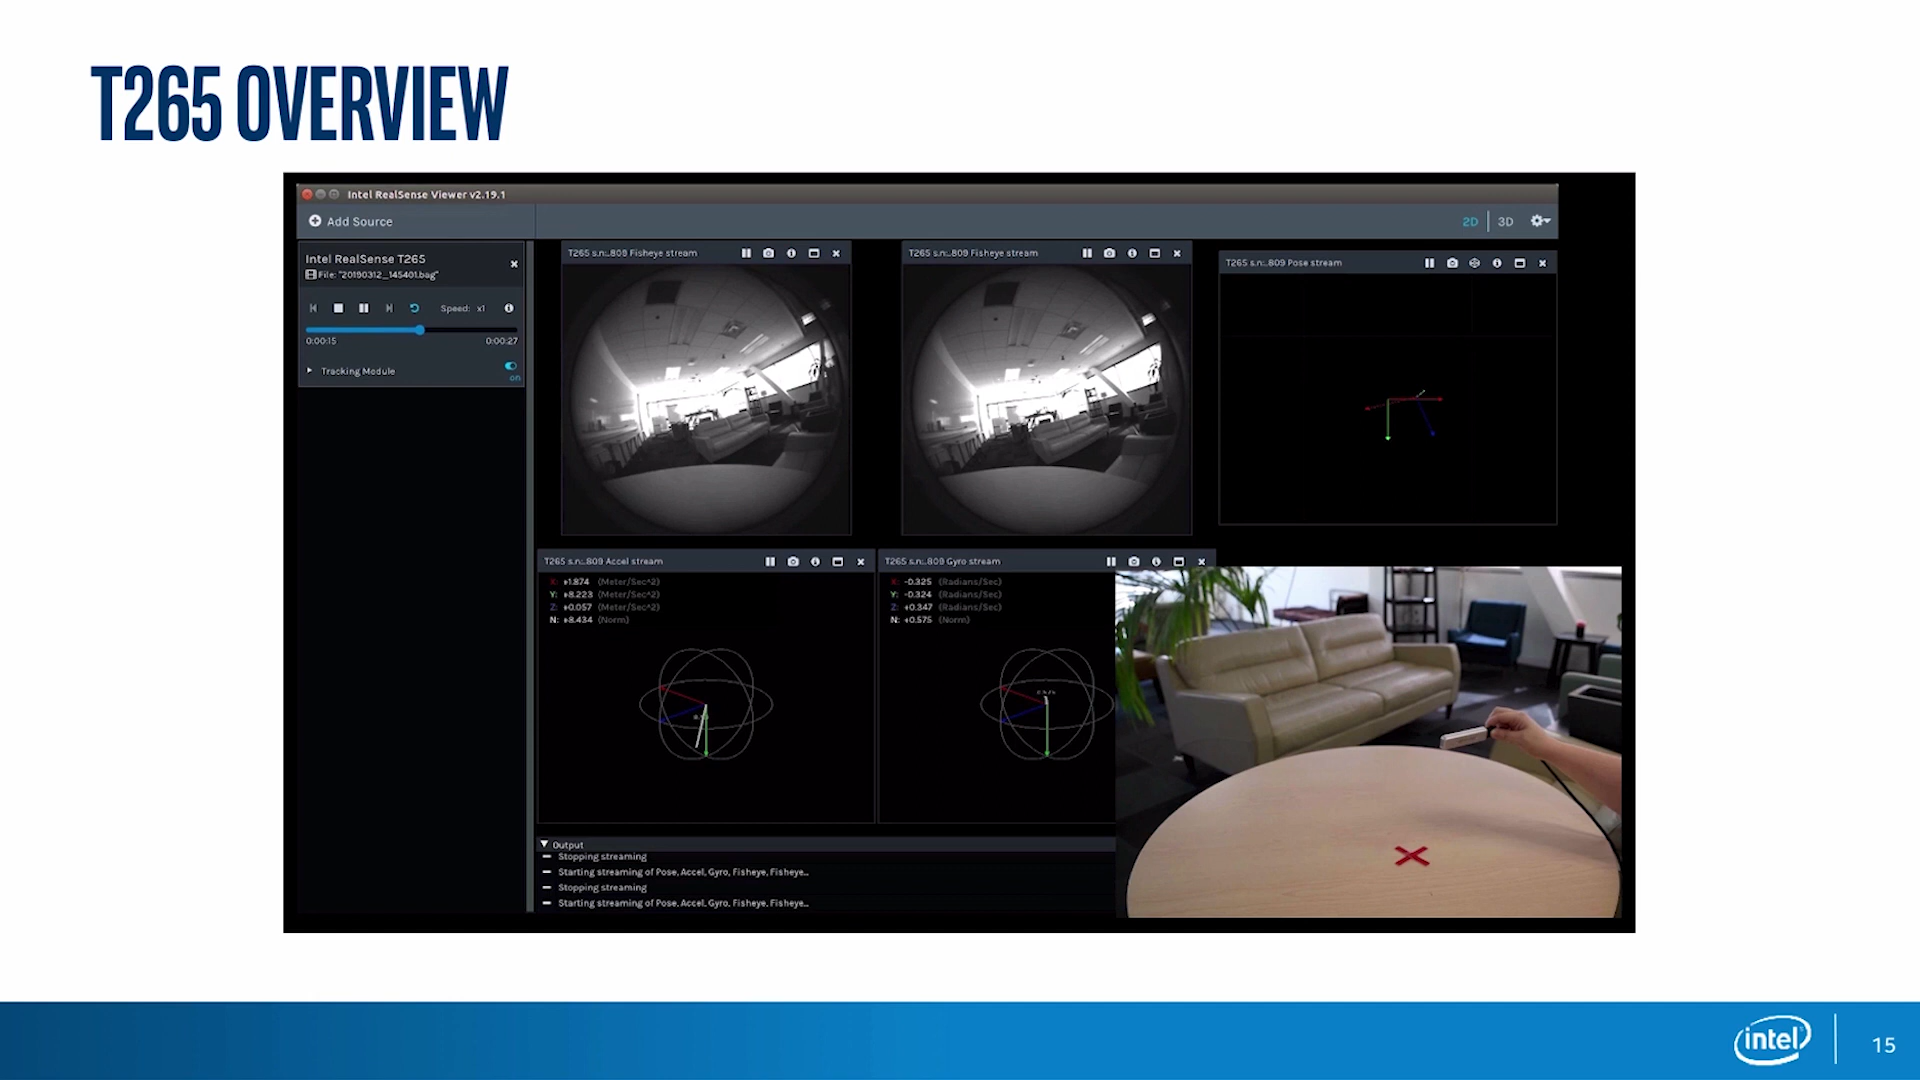 T265 OVERVIEW
Intel RealSense Viewer v2.19.1
Add Source
2D | 3D
Intel RealSense T265
File: "20190312_145401.bag"
Speed: x1
0:00:15 0:00:27
Tracking Module
on
T265 s.n:..809 Fisheye stream
T265 s.n:..809 Fisheye stream
T265 s.n:..809 Pose stream
T265 s.n:..809 Accel stream
X: +1.874 (Meter/Sec^2)
Y: +8.223 (Meter/Sec^2)
Z: +0.057 (Meter/Sec^2)
N: +8.434 (Norm)
T265 s.n:..809 Gyro stream
X: -0.325 (Radians/Sec)
Y: -0.324 (Radians/Sec)
Z: +0.347 (Radians/Sec)
N: +0.575 (Norm)
Output
Stopping streaming
Starting streaming of Pose, Accel, Gyro, Fisheye, Fisheye...
Stopping streaming
Starting streaming of Pose, Accel, Gyro, Fisheye, Fisheye...
intel
15